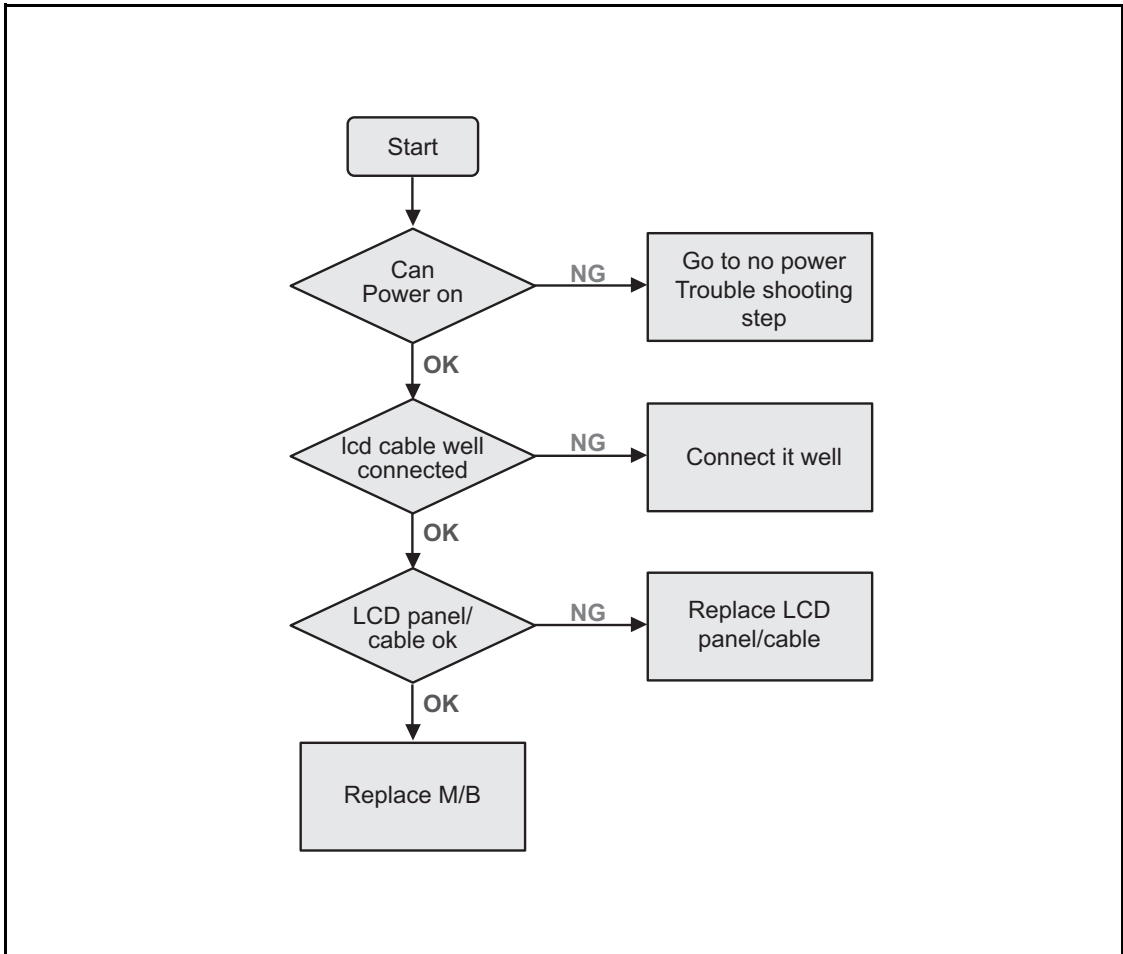 Start
Can
Power on
NG
Go to no power
Trouble shooting
step
OK
lcd cable well
connected
NG
Connect it well
OK
LCD panel/
cable ok
NG
Replace LCD
panel/cable
OK
Replace M/B